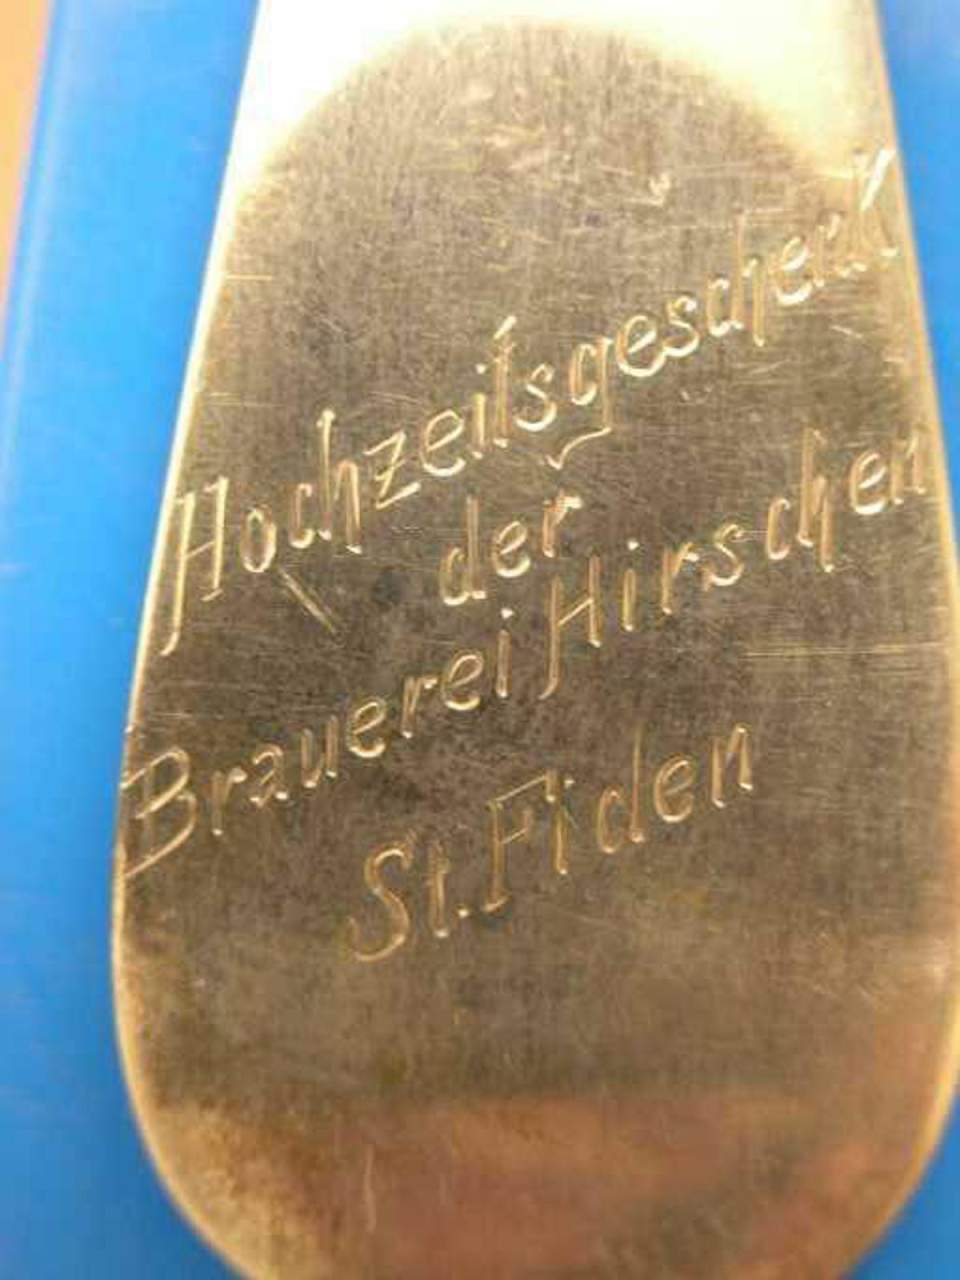 Hochzeitsgeschenk
der
Brauerei Hirschen
St. Fiden